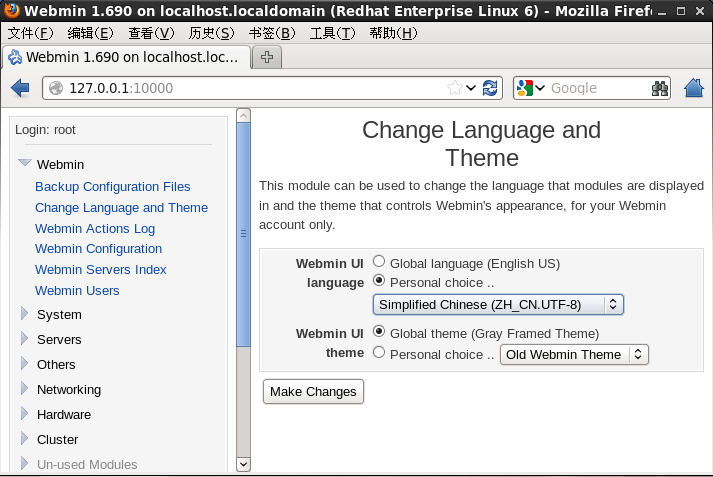 Webmin 1.690 on localhost.localdomain (Redhat Enterprise Linux 6) - Mozilla Firef
文件(F) 编辑(E) 查看(V) 历史(S) 书签(B) 工具(T) 帮助(H)
Webmin 1.690 on localhost.loc...
127.0.0.1:10000
Google
Login: root
Webmin
Backup Configuration Files
Change Language and Theme
Webmin Actions Log
Webmin Configuration
Webmin Servers Index
Webmin Users
System
Servers
Others
Networking
Hardware
Cluster
Un-used Modules
Change Language and
Theme
This module can be used to change the language that modules are displayed
in and the theme that controls Webmin's appearance, for your Webmin
account only.
Webmin UI Global language (English US)
language Personal choice ..
Simplified Chinese (ZH_CN.UTF-8)
Webmin UI Global theme (Gray Framed Theme)
theme Personal choice .. Old Webmin Theme
Make Changes